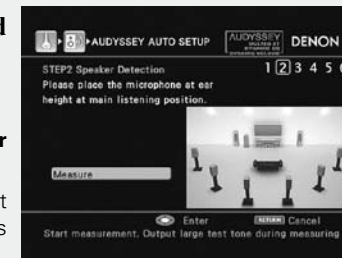 d
AUDYSSEY AUTO SETUP
AUDYSSEY
DENON
STEP2 Speaker Detection
1 2 3 4 5 6
Please place the microphone at ear
height at main listening position.
r
Measure
t
s
Enter
RETURN Cancel
Start measurement. Output large test tone during measuring